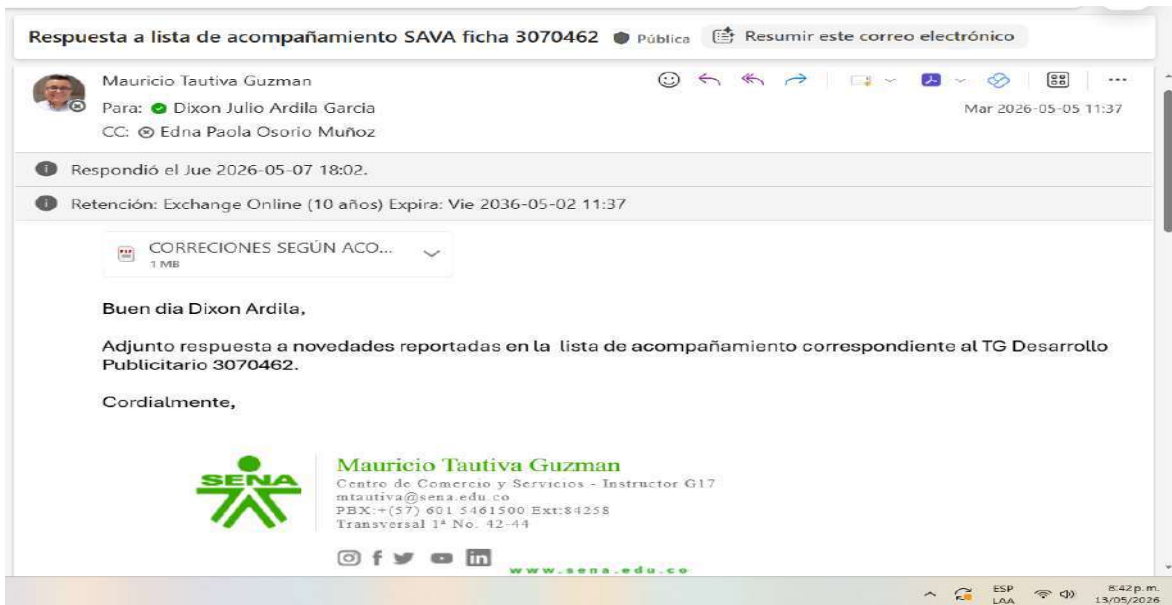 Respuesta a lista de acompañamiento SAVA ficha 3070462 Pública Resumir este correo electrónico
Mauricio Tautiva Guzman
Para: Dixon Julio Ardila Garcia
Mar 2026-05-05 11:37
CC: Edna Paola Osorio Muñoz
Respondió el Jue 2026-05-07 18:02.
Retención: Exchange Online (10 años) Expira: Vie 2036-05-02 11:37
CORRECIONES SEGÚN ACO...
1 MB
Buen dia Dixon Ardila,
Adjunto respuesta a novedades reportadas en la lista de acompañamiento correspondiente al TG Desarrollo
Publicitario 3070462.
Cordialmente,
SENA
Mauricio Tautiva Guzman
Centro de Comercio y Servicios - Instructor G17
mtautiva@sena.edu.co
PBX:+(57) 601 5461500 Ext:84258
Transversal 1ª No. 42-44
www.sena.edu.co
ESP
LAA
8:42 p.m.
13/05/2026